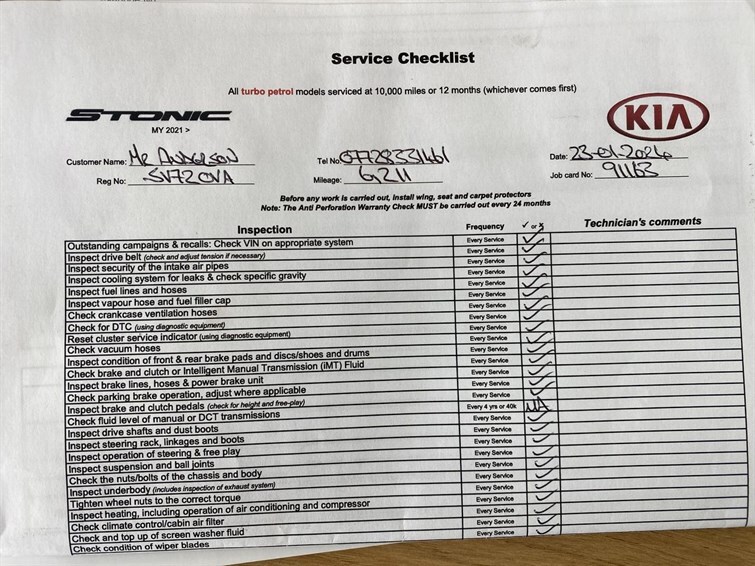 Service Checklist
All turbo petrol models serviced at 10,000 miles or 12 months (whichever comes first)
STONIC
MY 2021 >
KIA
Customer Name: Mr Anderson Tel No: 07728331461 Date: 23-01-2024
Reg No: SV72OVA Mileage: 6211 Job card No: 91163
Before any work is carried out, install wing, seat and carpet protectors
Note: The Anti Perforation Warranty Check MUST be carried out every 24 months
Inspection Frequency ✓ or x Technician's comments
Outstanding campaigns & recalls: Check VIN on appropriate system Every Service ✓
Inspect drive belt (check and adjust tension if necessary) Every Service ✓
Inspect security of the intake air pipes Every Service ✓
Inspect cooling system for leaks & check specific gravity Every Service ✓
Inspect fuel lines and hoses Every Service ✓
Inspect vapour hose and fuel filler cap Every Service ✓
Check crankcase ventilation hoses Every Service ✓
Check for DTC (using diagnostic equipment) Every Service ✓
Reset cluster service indicator (using diagnostic equipment) Every Service ✓
Check vacuum hoses Every Service ✓
Inspect condition of front & rear brake pads and discs/shoes and drums Every Service ✓
Check brake and clutch or Intelligent Manual Transmission (iMT) Fluid Every Service ✓
Inspect brake lines, hoses & power brake unit Every Service ✓
Check parking brake operation, adjust where applicable Every Service ✓
Inspect brake and clutch pedals (check for height and free-play) Every 4 yrs or 40k NA
Check fluid level of manual or DCT transmissions Every Service ✓
Inspect drive shafts and dust boots Every Service ✓
Inspect steering rack, linkages and boots Every Service ✓
Inspect operation of steering & free play Every Service ✓
Inspect suspension and ball joints Every Service ✓
Check the nuts/bolts of the chassis and body Every Service ✓
Inspect underbody (includes inspection of exhaust system) Every Service ✓
Tighten wheel nuts to the correct torque Every Service ✓
Inspect heating, including operation of air conditioning and compressor Every Service ✓
Check climate control/cabin air filter Every Service ✓
Check and top up of screen washer fluid Every Service ✓
Check condition of wiper blades